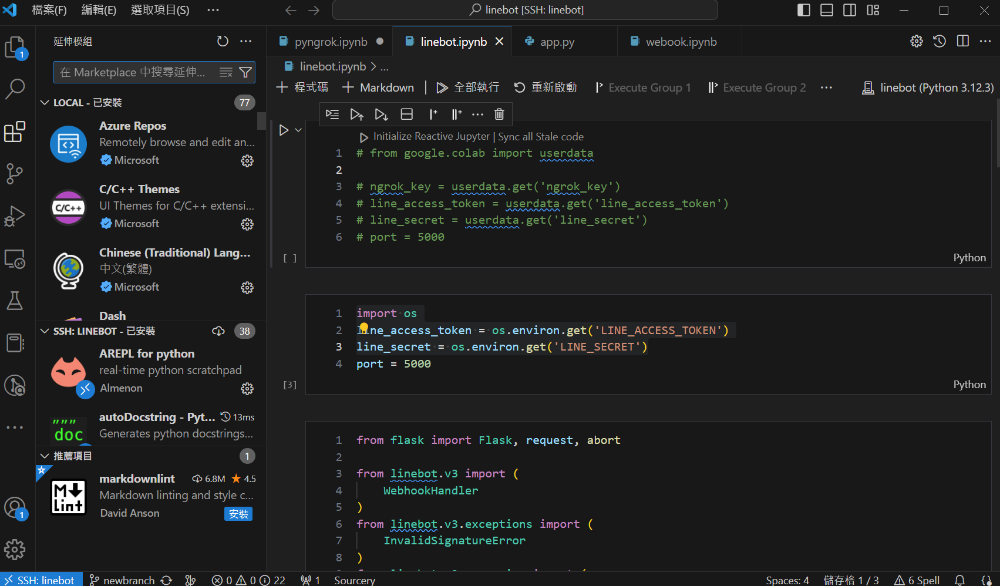 檔案(F) 編輯(E) 選取項目(S) ... linebot [SSH: linebot]
延伸模組
在 Marketplace 中搜尋延伸...
LOCAL - 已安裝 77
Azure Repos
Remotely browse and edit an...
Microsoft
C/C++
C/C++ Themes
UI Themes for C/C++ extensi...
Microsoft
Chinese (Traditional) Lang...
中文(繁體)
Microsoft
Dash
SSH: LINEBOT - 已安裝 38
AREPL for python
real-time python scratchpad
Almenon
""" doc
autoDocstring - Pyt... 13ms
Generates python docstrings...
推薦項目 1
M lint
markdownlint 6.8M 4.5
Markdown linting and style c...
David Anson 安裝
1
1
pyngrok.ipynb linebot.ipynb app.py webook.ipynb
linebot.ipynb > ...
程式碼 Markdown | 全部執行 重新啟動 Execute Group 1 Execute Group 2 ... linebot (Python 3.12.3)
Initialize Reactive Jupyter | Sync all Stale code
1 # from google.colab import userdata
2
3 # ngrok_key = userdata.get('ngrok_key')
4 # line_access_token = userdata.get('line_access_token')
5 # line_secret = userdata.get('line_secret')
6 # port = 5000
[ ] Python
1 import os
2 line_access_token = os.environ.get('LINE_ACCESS_TOKEN')
3 line_secret = os.environ.get('LINE_SECRET')
4 port = 5000
[3] Python
1 from flask import Flask, request, abort
2
3 from linebot.v3 import (
4 WebhookHandler
5 )
6 from linebot.v3.exceptions import (
7 InvalidSignatureError
8 )
SSH: linebot newbranch 0 0 22 1 Sourcery Spaces: 4 儲存格 1 / 3 6 Spell